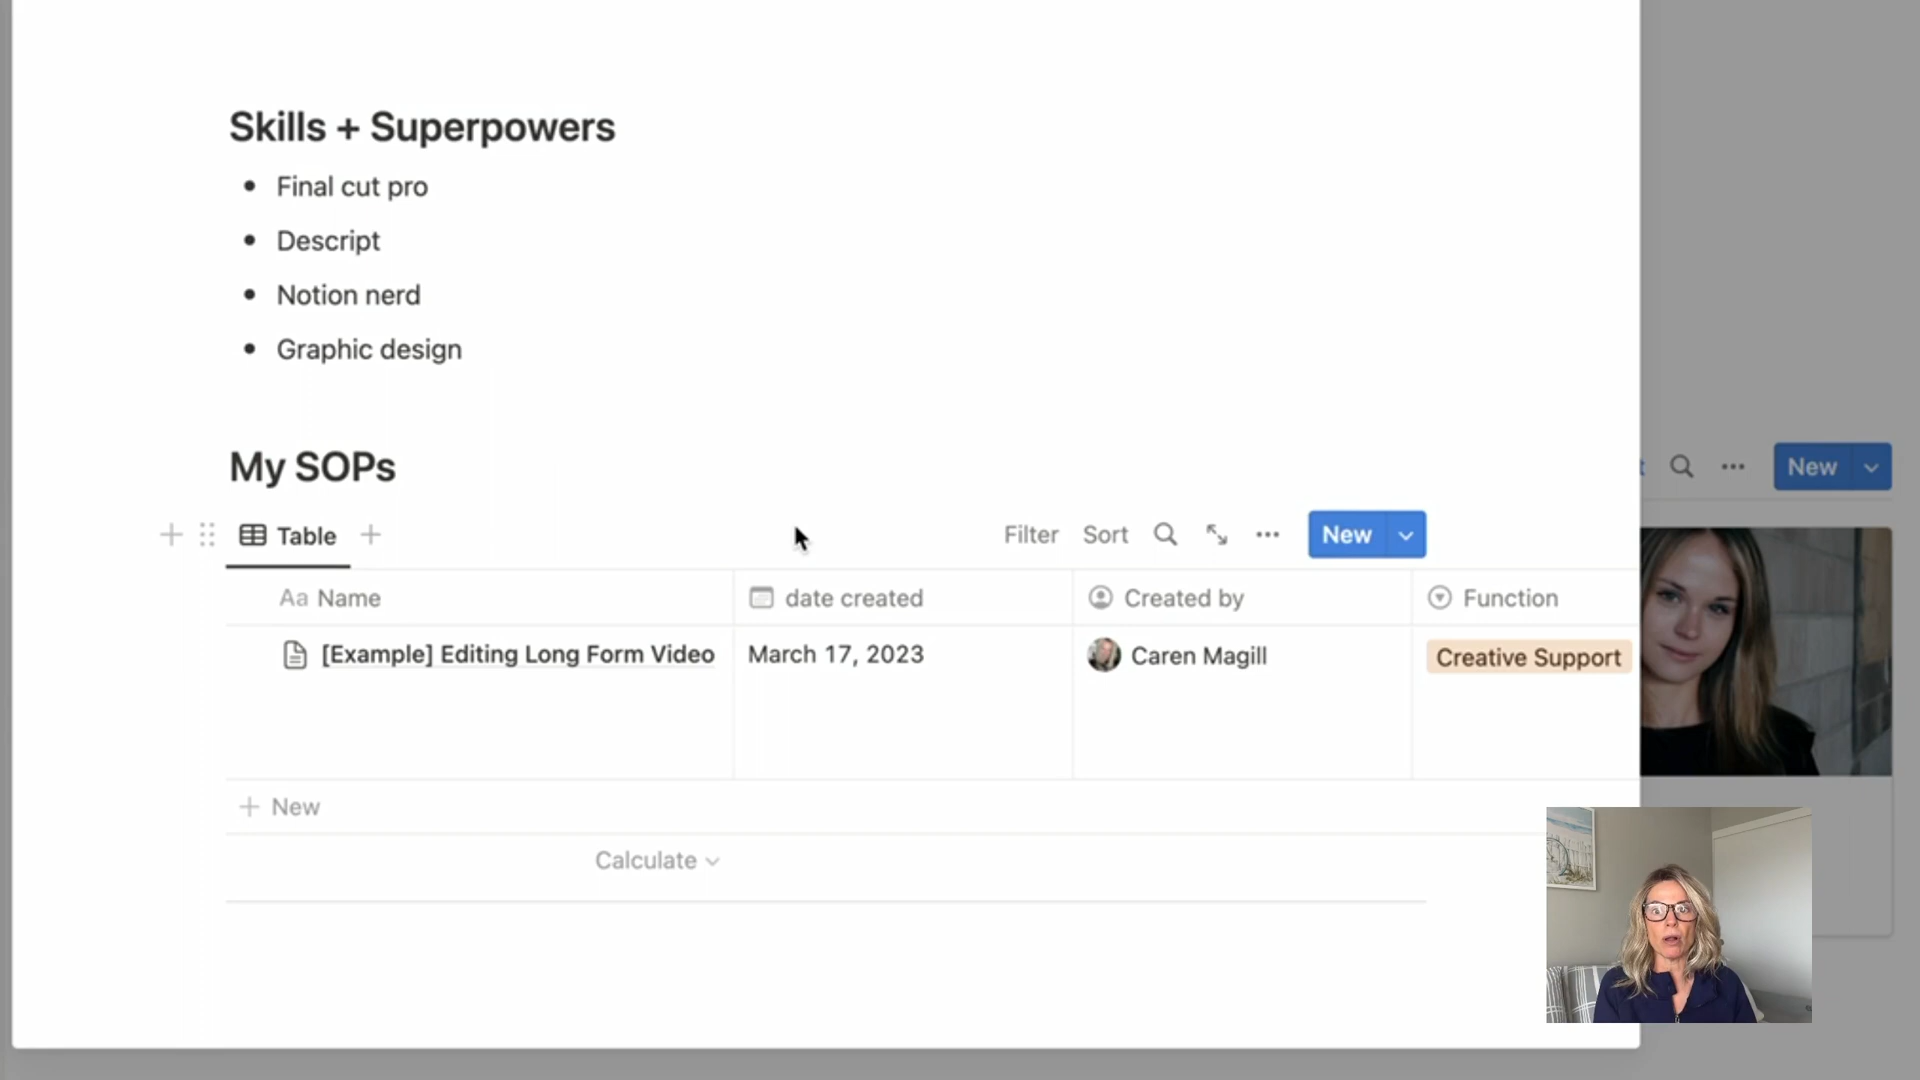 Skills + Superpowers
• Final cut pro
• Descript
• Notion nerd
• Graphic design
My SOPs
Table
Filter Sort New
New
Aa Name date created Created by Function
[Example] Editing Long Form Video March 17, 2023 Caren Magill Creative Support
+ New
Calculate